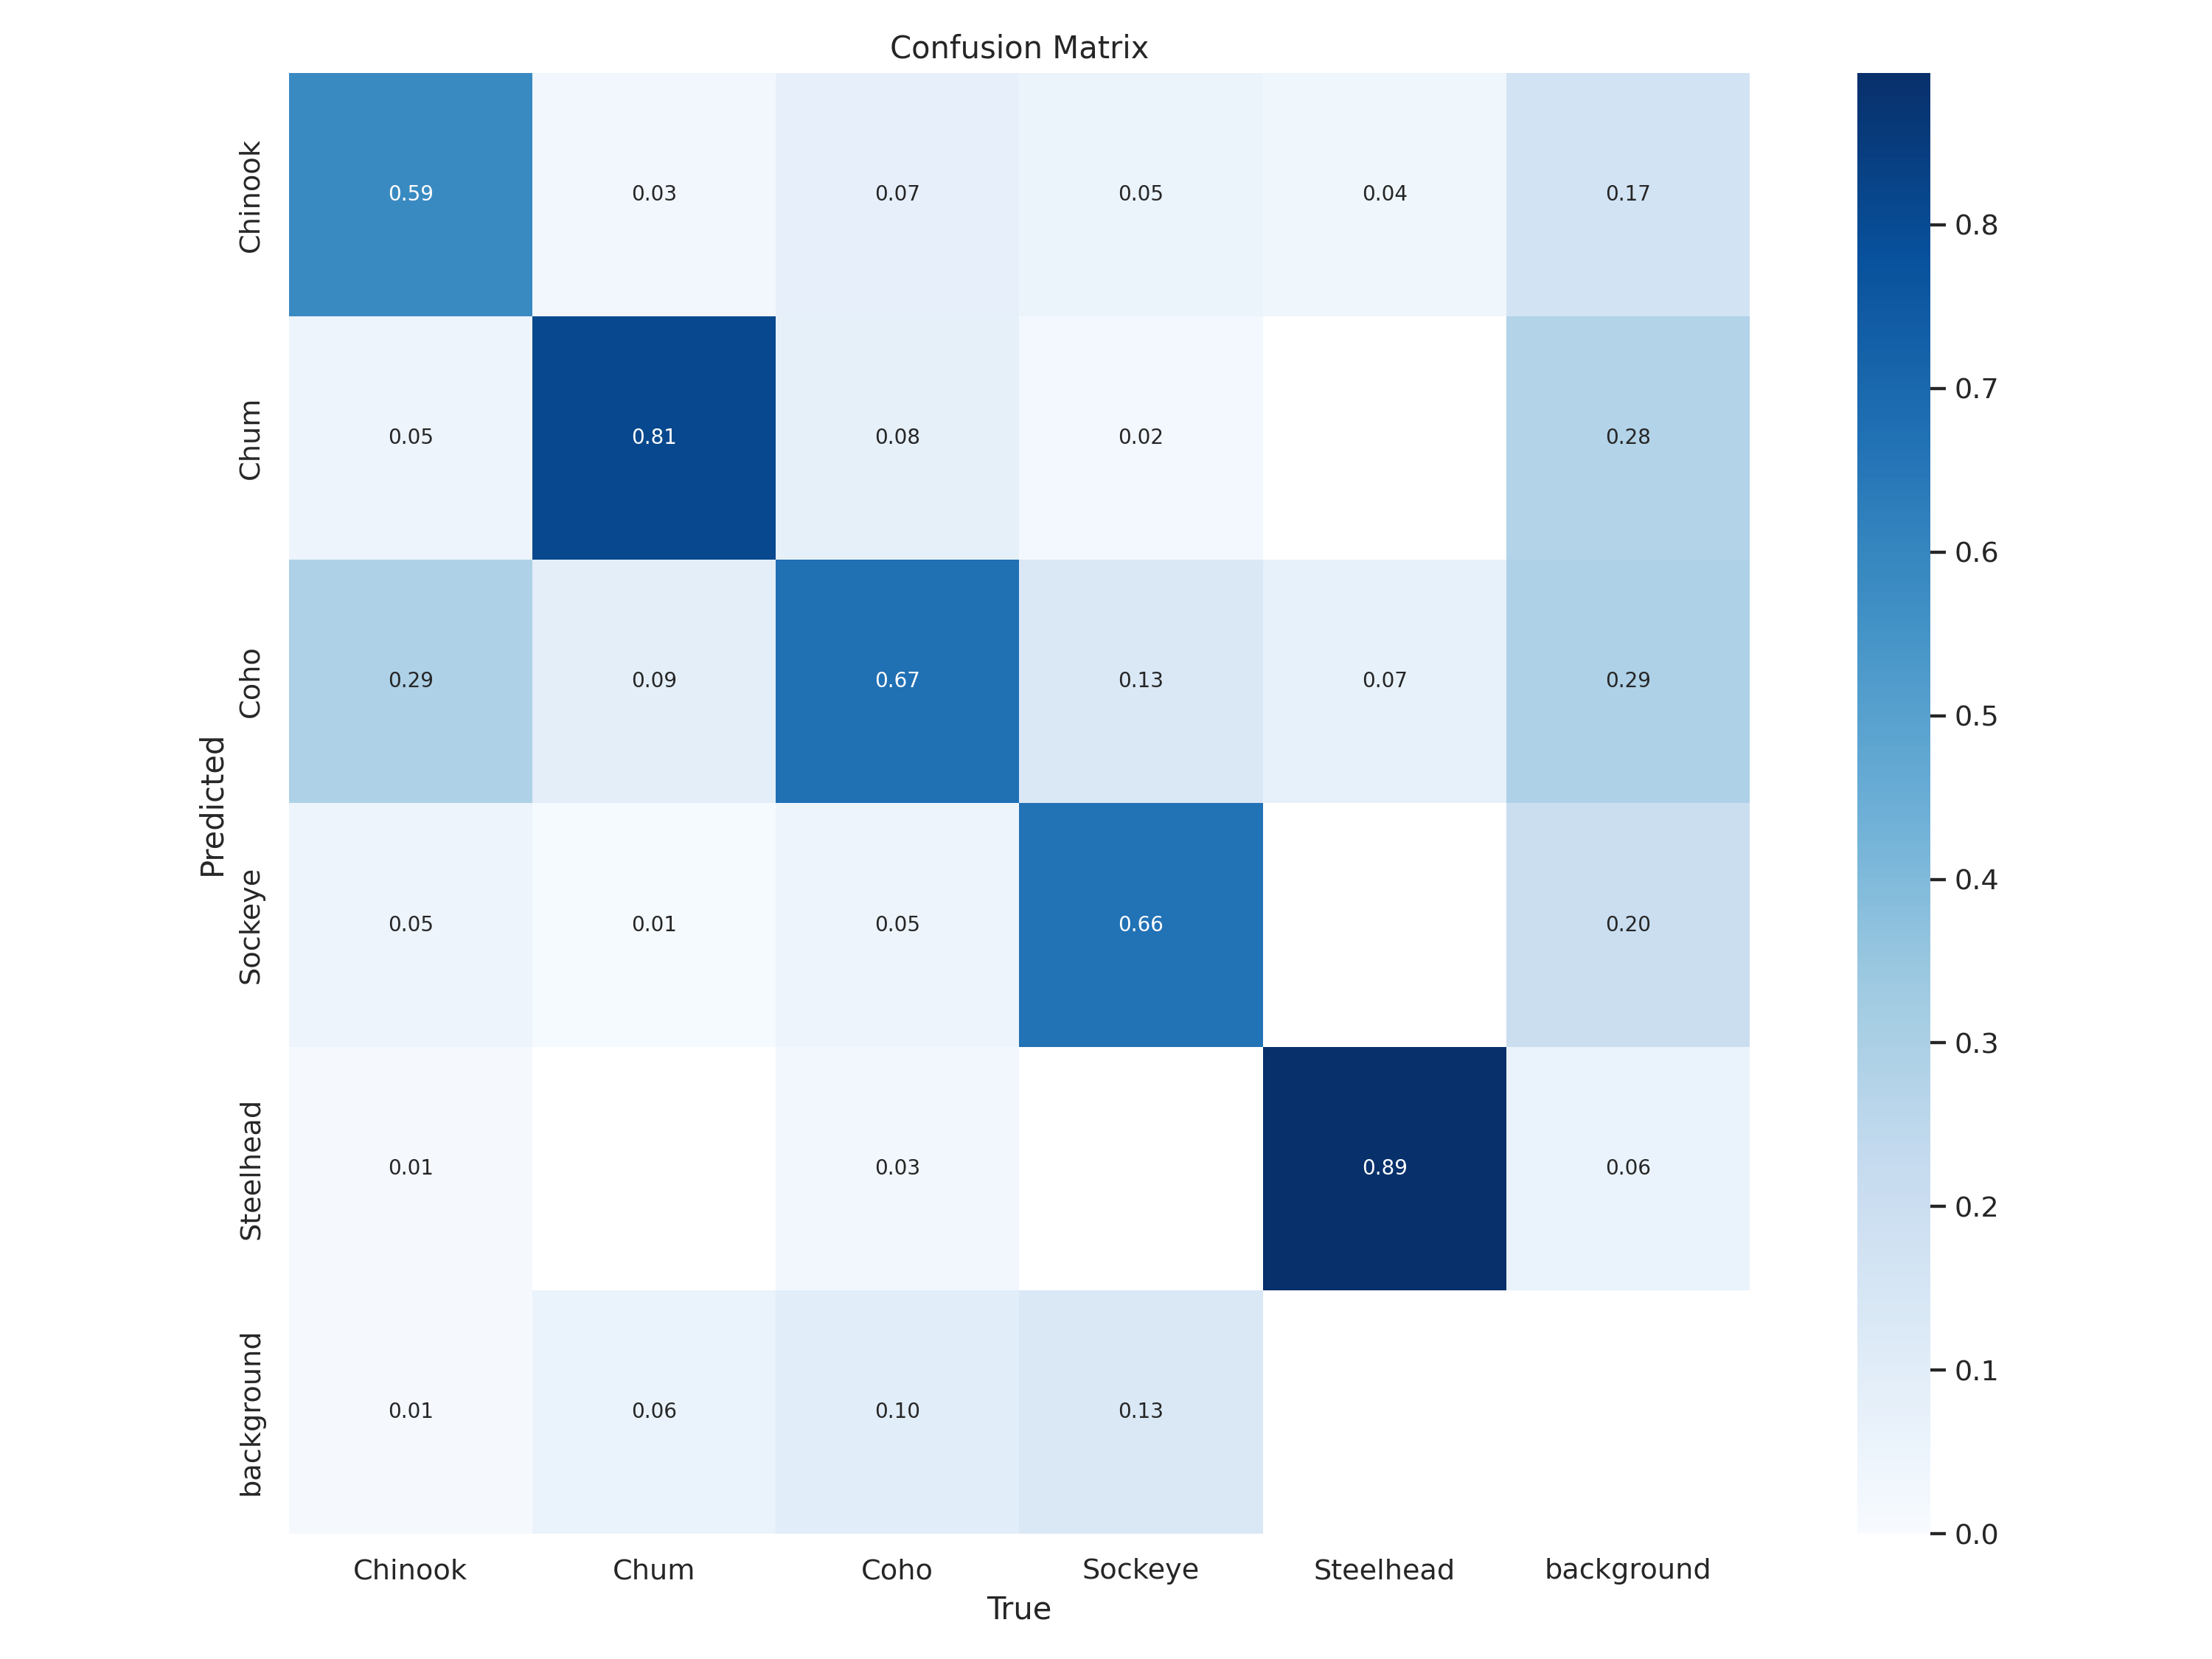 Confusion Matrix
Chinook 0.59 0.03 0.07 0.05 0.04 0.17
Chum 0.05 0.81 0.08 0.02 0.28
Coho 0.29 0.09 0.67 0.13 0.07 0.29
Sockeye 0.05 0.01 0.05 0.66 0.20
Steelhead 0.01 0.03 0.89 0.06
background 0.01 0.06 0.10 0.13
Predicted
Chinook Chum Coho Sockeye Steelhead background
True
0.8
0.7
0.6
0.5
0.4
0.3
0.2
0.1
0.0